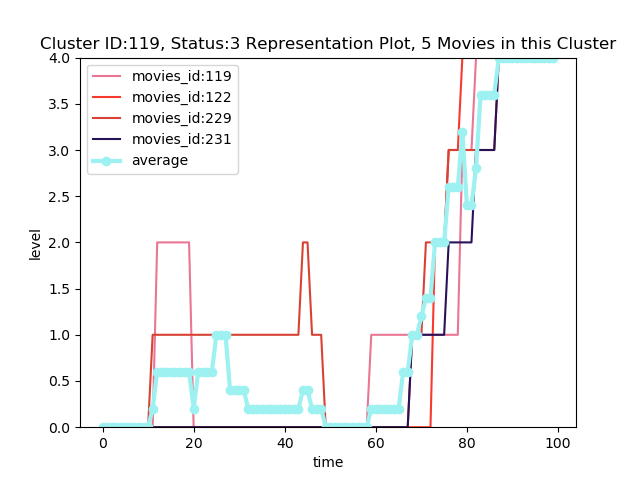 Cluster ID:119, Status:3 Representation Plot, 5 Movies in this Cluster
movies_id:119
movies_id:122
movies_id:229
movies_id:231
average
level
4.0
3.5
3.0
2.5
2.0
1.5
1.0
0.5
0.0
0 20 40 60 80 100
time